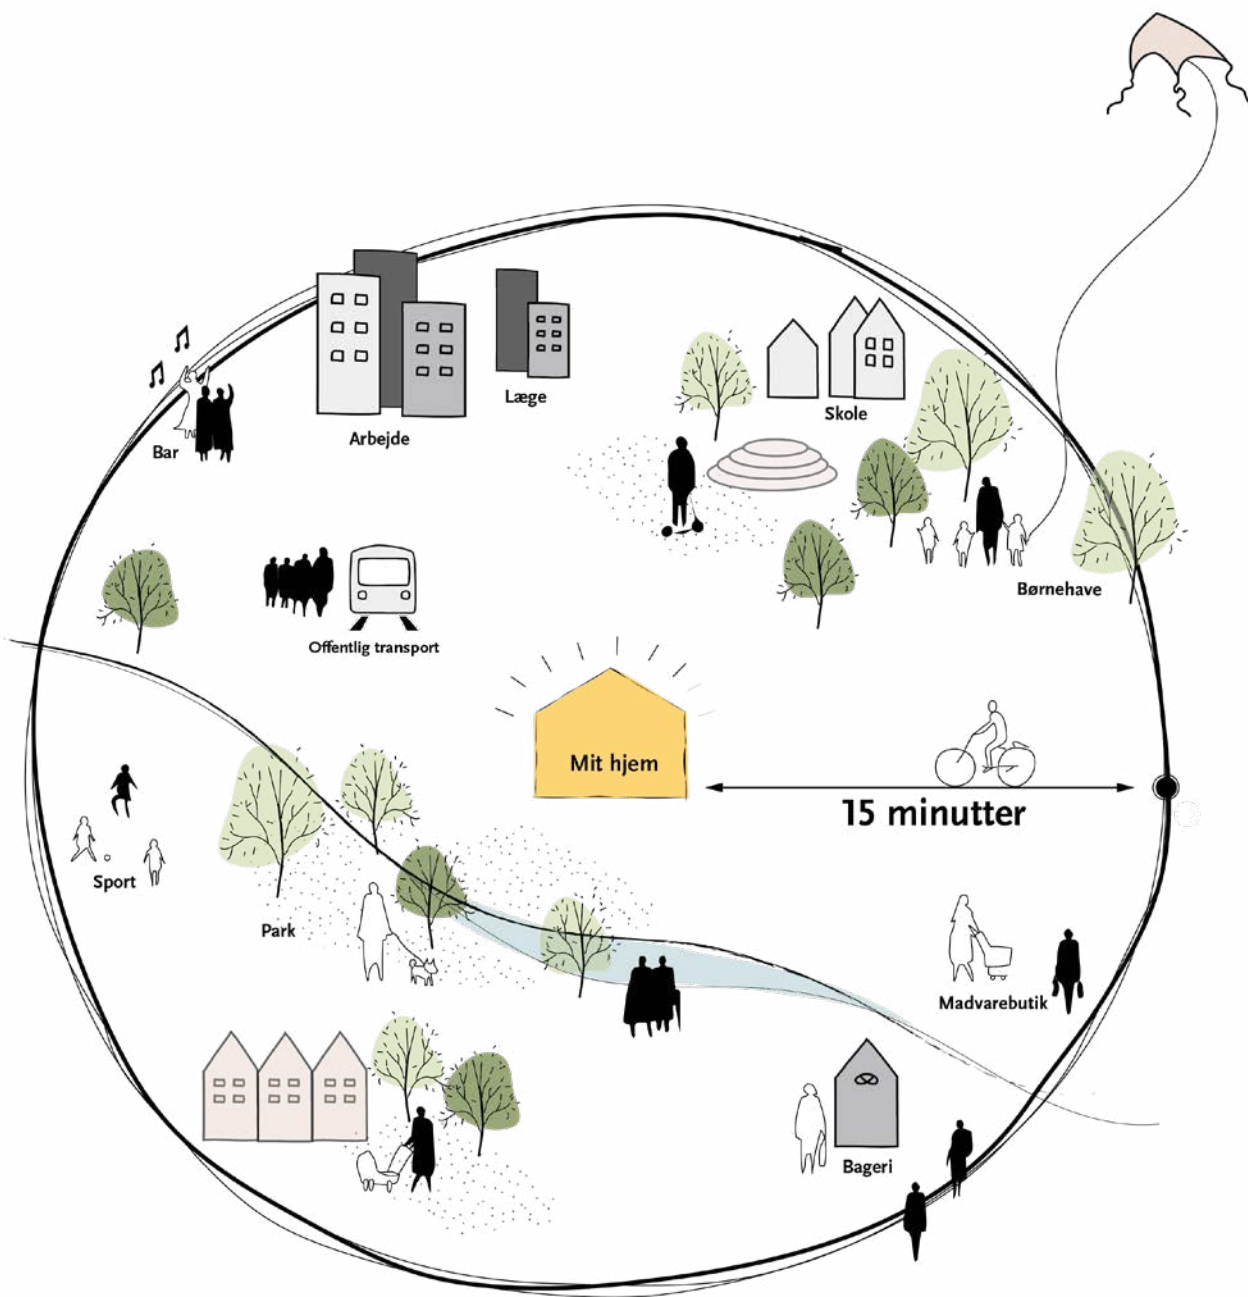 Læge
Skole
Arbejde
Bar
Børnehave
Offentlig transport
Mit hjem
15 minutter
Sport
Park
Madvarebutik
Bageri